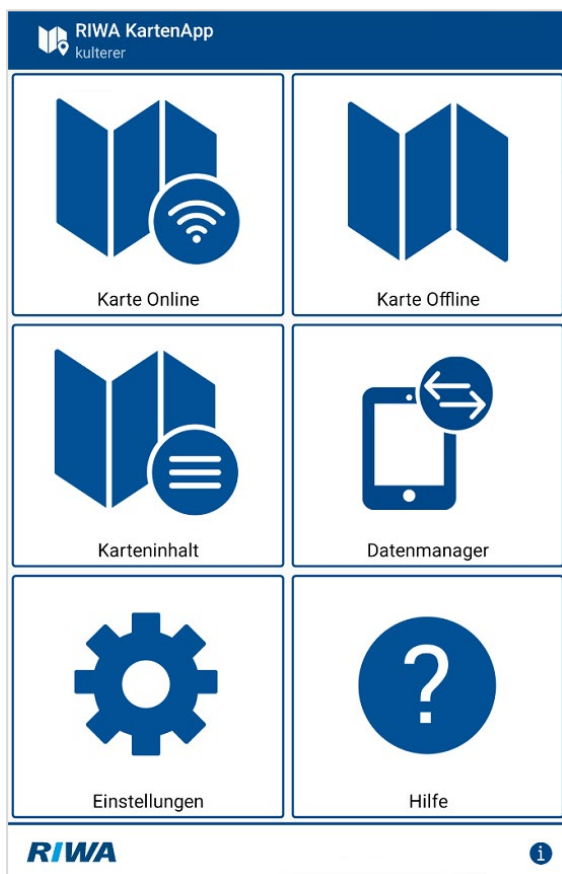 RIWA KartenApp
kulterer
Karte Online
Karte Offline
Karteninhalt
Datenmanager
?
Einstellungen
Hilfe
RIWA
i